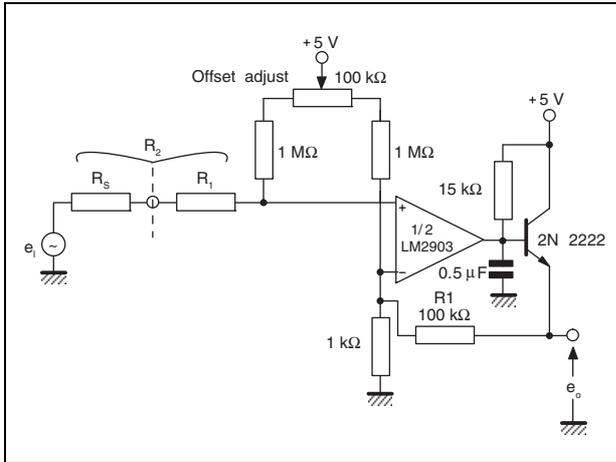 +5 V
Offset adjust
100 kΩ
+5 V
R2
1 MΩ
1 MΩ
15 kΩ
RS
R1
+
1/2
LM2903
2N 2222
eI
~
−
0.5 μF
R1
100 kΩ
1 kΩ
eo